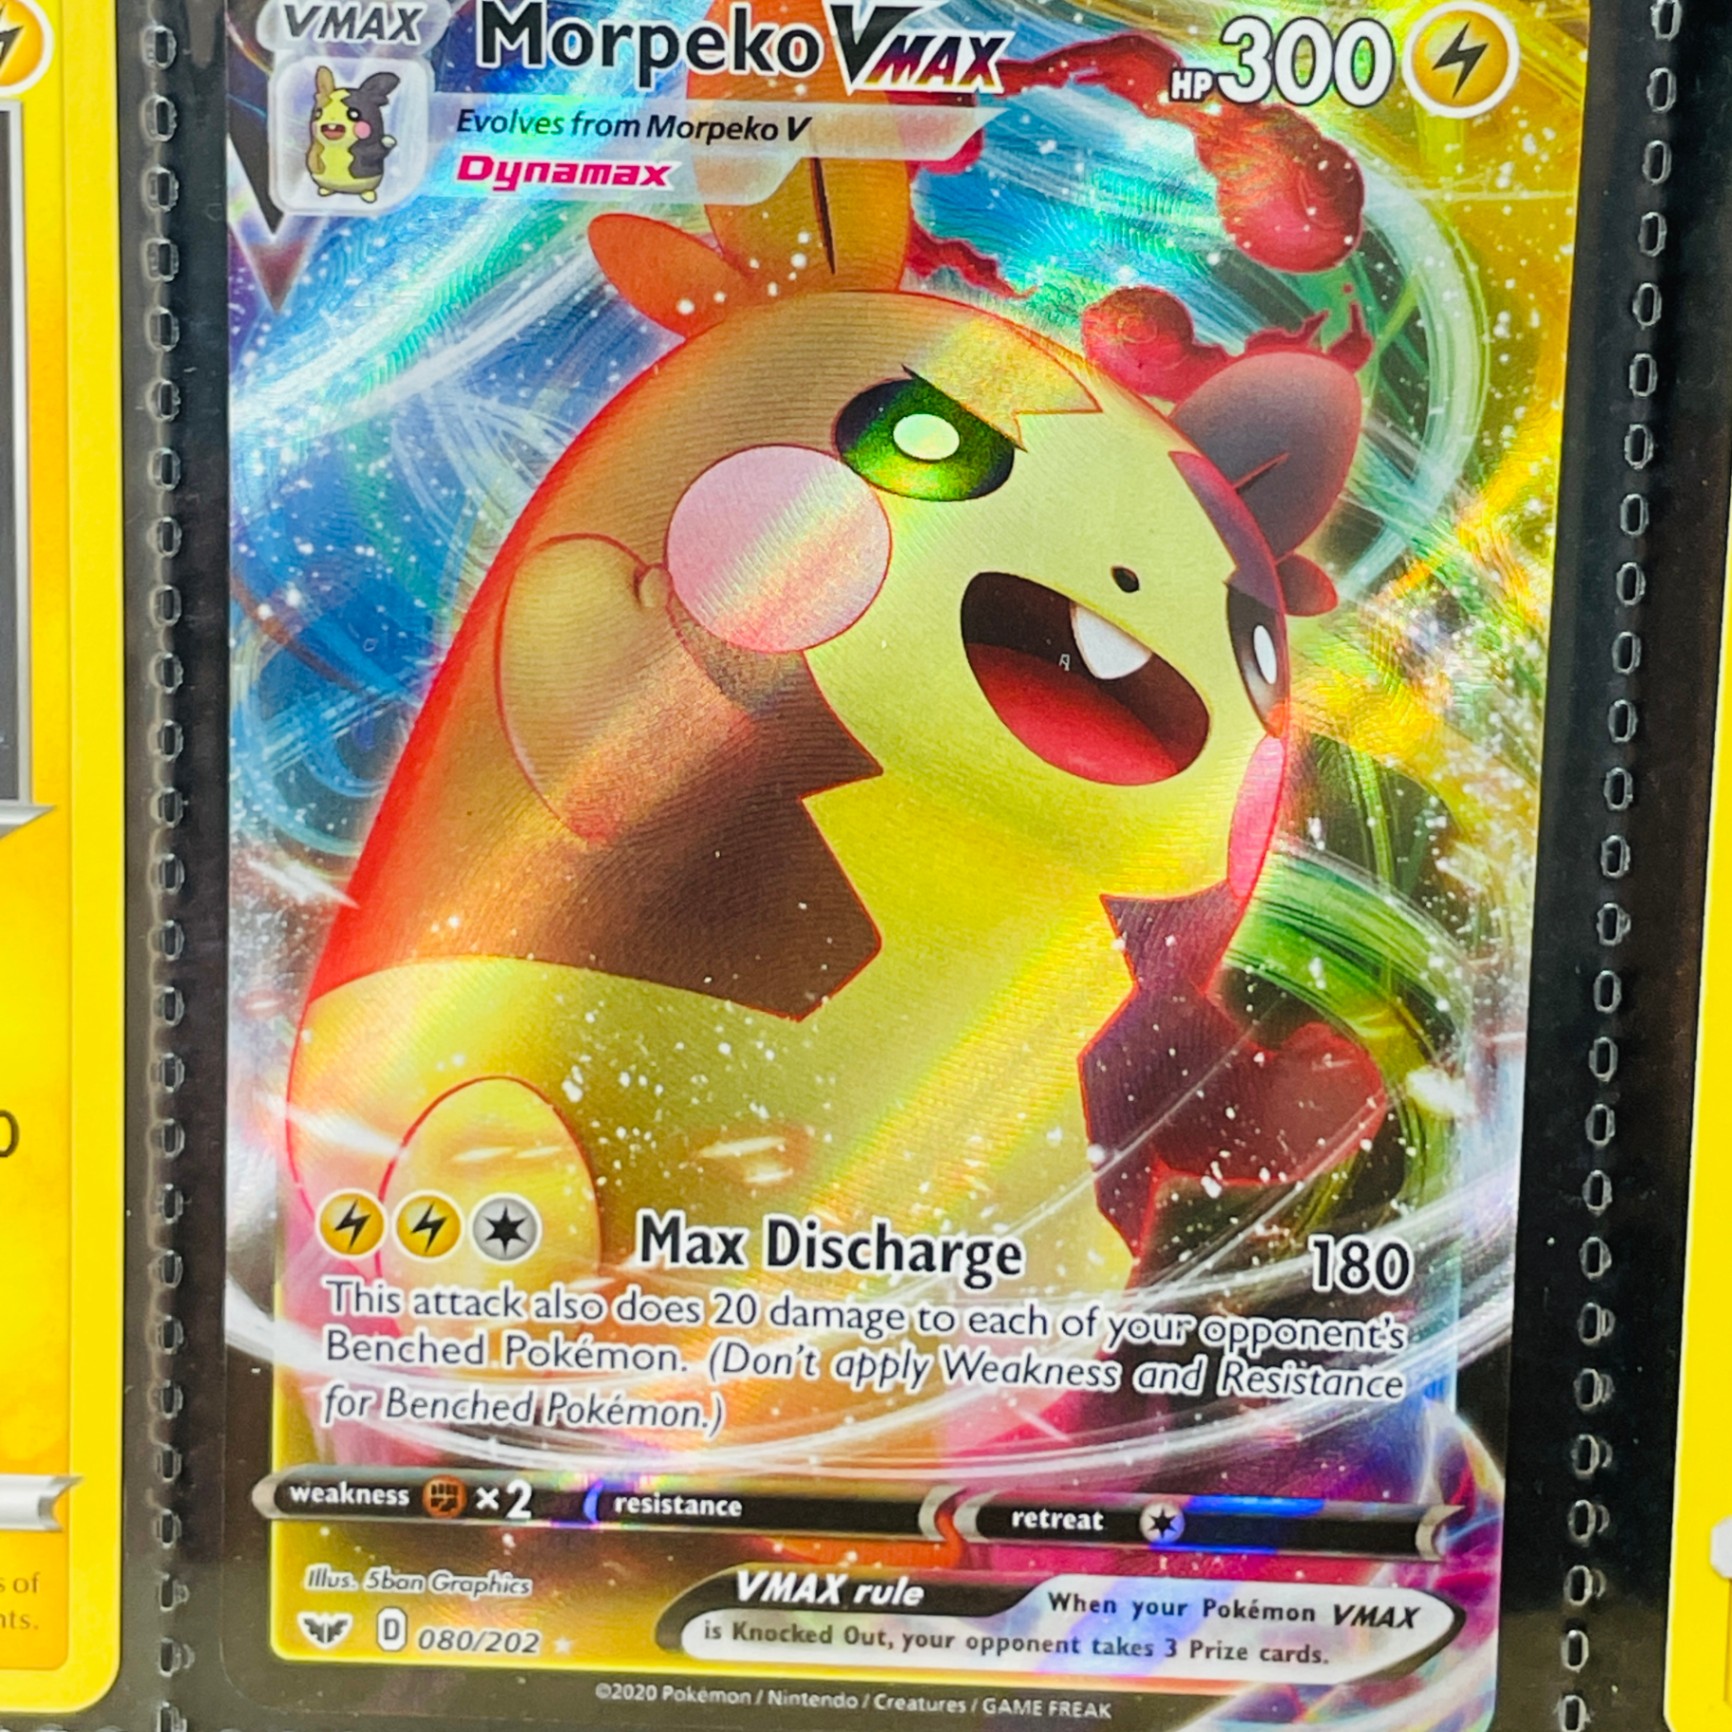 VMAX
Morpeko VMAX
HP 300
Evolves from Morpeko V
Dynamax
Max Discharge 180
This attack also does 20 damage to each of your opponent's
Benched Pokémon. (Don't apply Weakness and Resistance
for Benched Pokémon.)
weakness ×2 resistance retreat
Illus. 5ban Graphics
D 080/202
VMAX rule When your Pokémon VMAX
is Knocked Out, your opponent takes 3 Prize cards.
©2020 Pokémon / Nintendo / Creatures / GAME FREAK
of